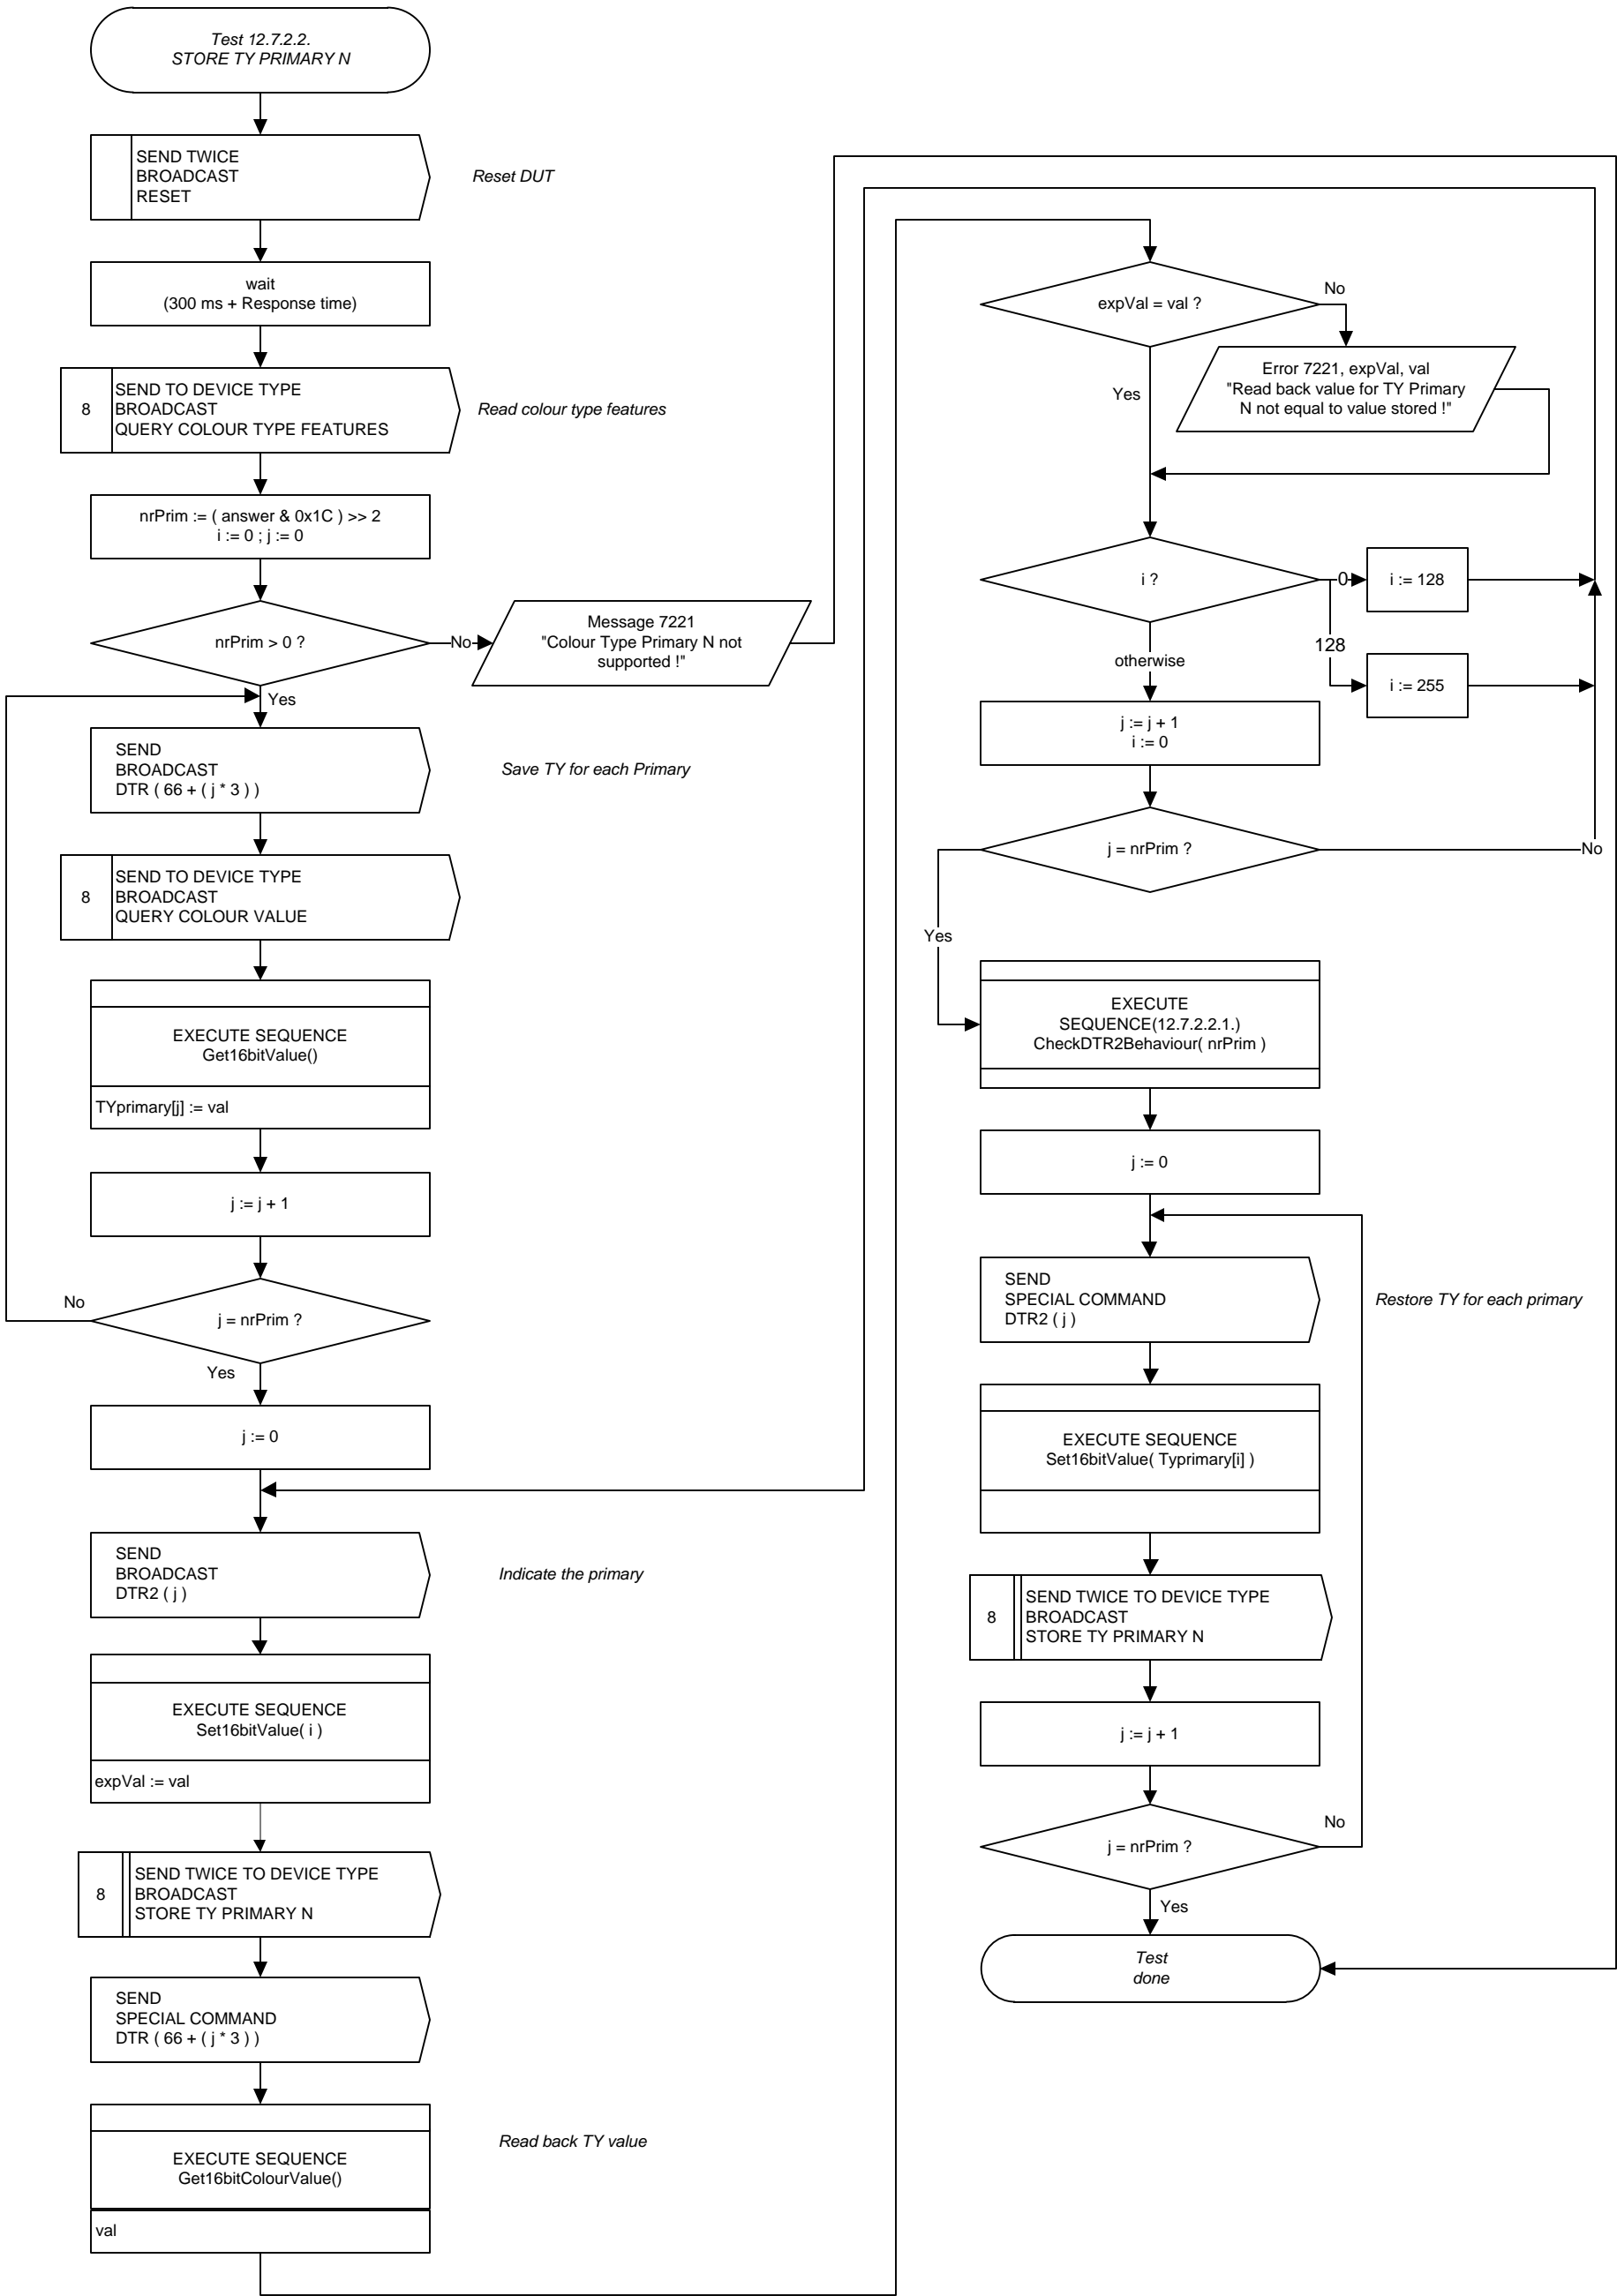 Test 12.7.2.2.
STORE TY PRIMARY N
SEND TWICE
BROADCAST
RESET
Reset DUT
wait
(300 ms + Response time)
8
SEND TO DEVICE TYPE
BROADCAST
QUERY COLOUR TYPE FEATURES
Read colour type features
nrPrim := ( answer & 0x1C ) >> 2
i := 0 ; j := 0
nrPrim > 0 ?
No
Message 7221
"Colour Type Primary N not
supported !"
Yes
SEND
BROADCAST
DTR ( 66 + ( j * 3 ) )
Save TY for each Primary
8
SEND TO DEVICE TYPE
BROADCAST
QUERY COLOUR VALUE
EXECUTE SEQUENCE
Get16bitValue()
TYprimary[j] := val
j := j + 1
No
j = nrPrim ?
Yes
j := 0
SEND
BROADCAST
DTR2 ( j )
Indicate the primary
EXECUTE SEQUENCE
Set16bitValue( i )
expVal := val
8
SEND TWICE TO DEVICE TYPE
BROADCAST
STORE TY PRIMARY N
SEND
SPECIAL COMMAND
DTR ( 66 + ( j * 3 ) )
EXECUTE SEQUENCE
Get16bitColourValue()
Read back TY value
val
expVal = val ?
No
Error 7221, expVal, val
"Read back value for TY Primary
N not equal to value stored !"
Yes
i ?
0
i := 128
128
i := 255
otherwise
j := j + 1
i := 0
j = nrPrim ?
No
Yes
EXECUTE
SEQUENCE(12.7.2.2.1.)
CheckDTR2Behaviour( nrPrim )
j := 0
SEND
SPECIAL COMMAND
DTR2 ( j )
Restore TY for each primary
EXECUTE SEQUENCE
Set16bitValue( Typrimary[i] )
8
SEND TWICE TO DEVICE TYPE
BROADCAST
STORE TY PRIMARY N
j := j + 1
No
j = nrPrim ?
Yes
Test
done